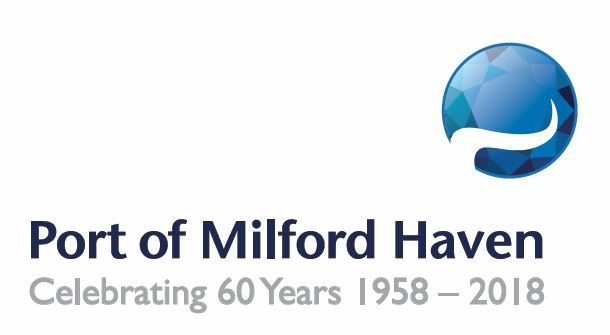 Port of Milford Haven
Celebrating 60 Years 1958 – 2018